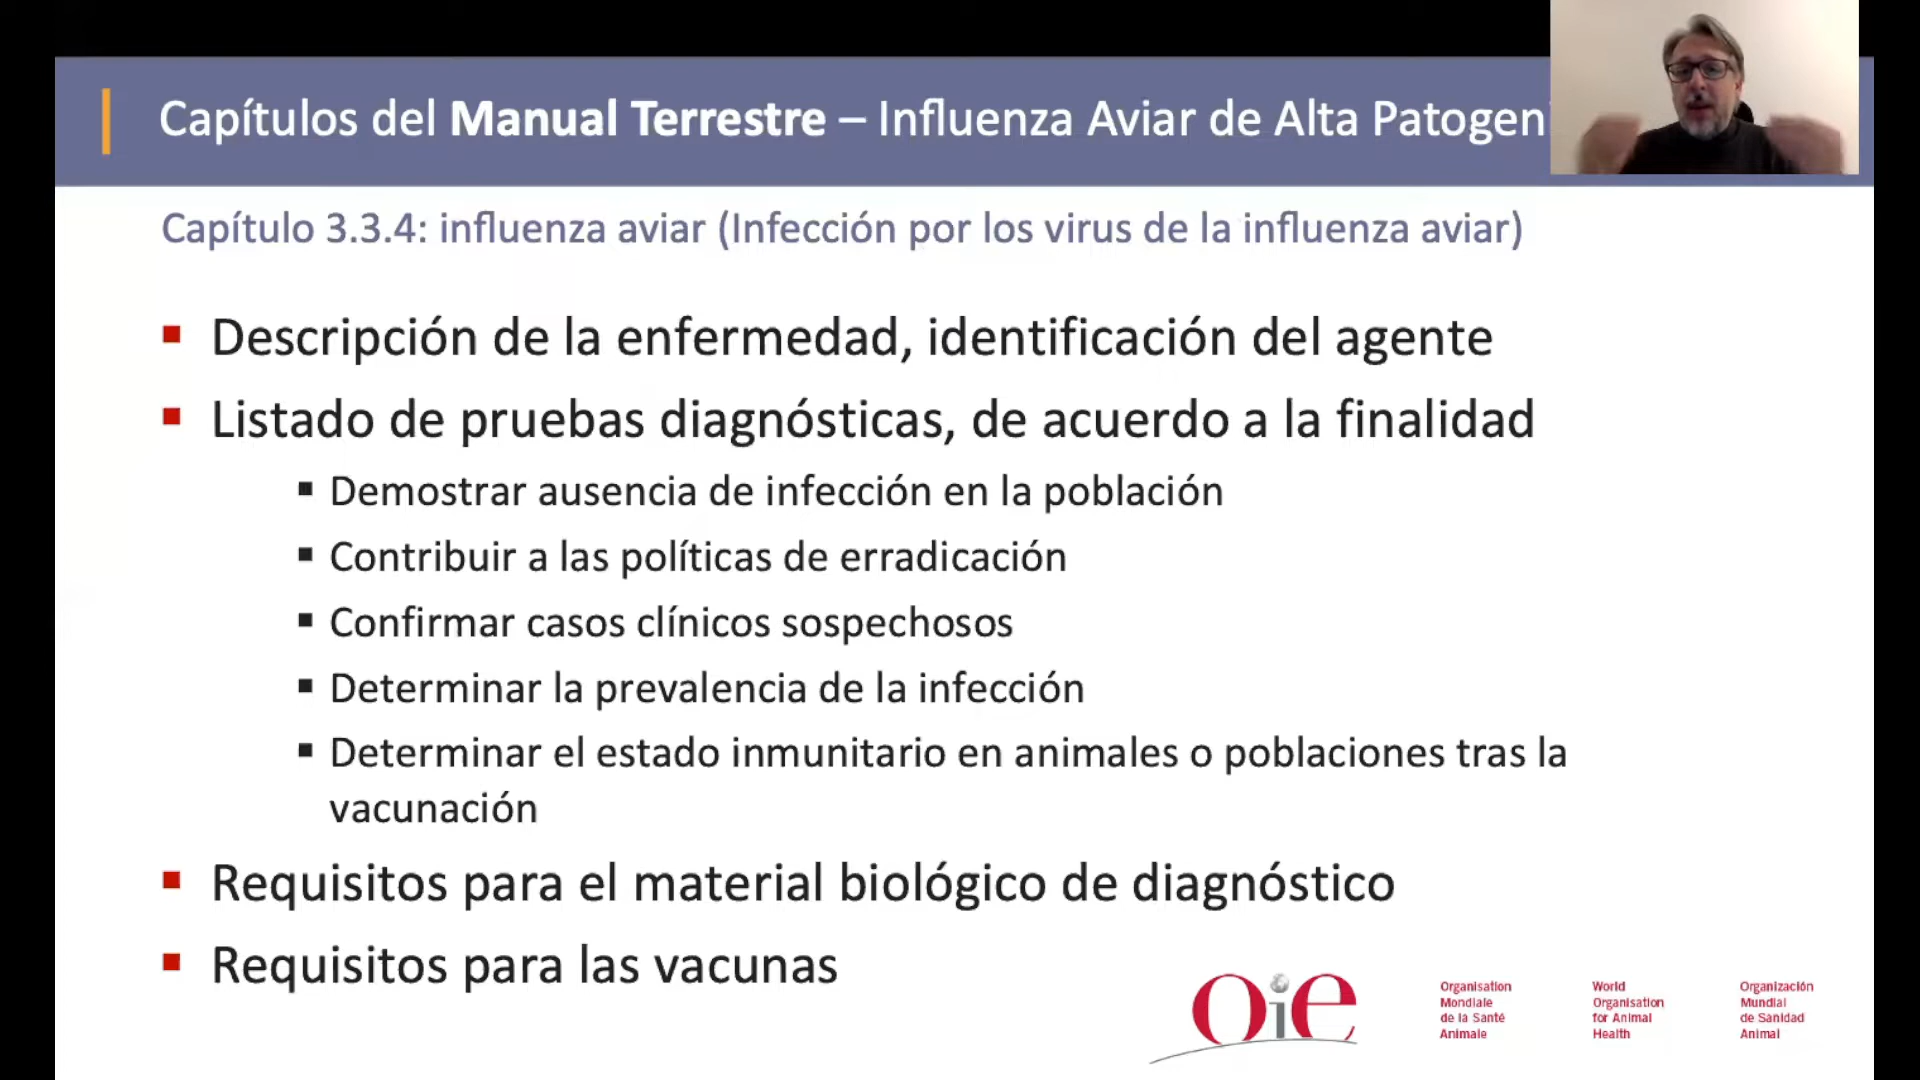 Capítulos del Manual Terrestre – Influenza Aviar de Alta Patogeni
Capítulo 3.3.4: influenza aviar (Infección por los virus de la influenza aviar)
Descripción de la enfermedad, identificación del agente
Listado de pruebas diagnósticas, de acuerdo a la finalidad
Demostrar ausencia de infección en la población
Contribuir a las políticas de erradicación
Confirmar casos clínicos sospechosos
Determinar la prevalencia de la infección
Determinar el estado inmunitario en animales o poblaciones tras la
vacunación
Requisitos para el material biológico de diagnóstico
Requisitos para las vacunas
oie
Organisation
Mondiale
de la Santé
Animale
World
Organisation
for Animal
Health
Organización
Mundial
de Sanidad
Animal